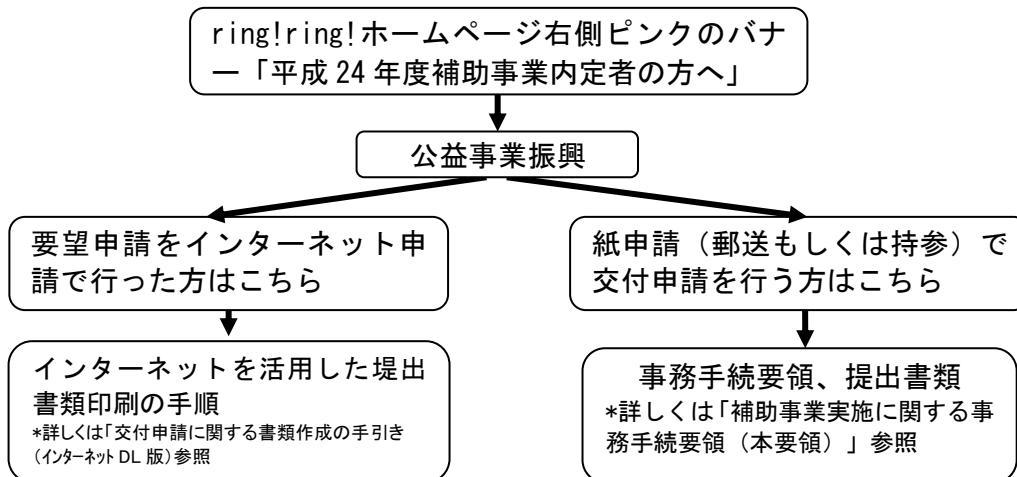 ring!ring!ホームページ右側ピンクのバナ
ー「平成24年度補助事業内定者の方へ」
公益事業振興
要望申請をインターネット申
請で行った方はこちら
紙申請（郵送もしくは持参）で
交付申請を行う方はこちら
インターネットを活用した堤出
書類印刷の手順
*詳しくは「交付申請に関する書類作成の手引き
（インターネットDL版）参照
事務手続要領、提出書類
*詳しくは「補助事業実施に関する事
務手続要領（本要領）」参照